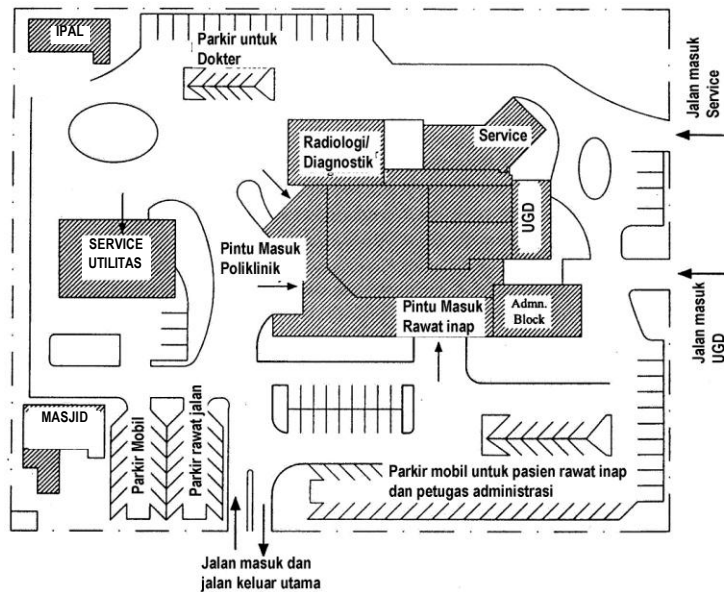 IPAL
Parkir untuk
Dokter
Jalan masuk
Service
Radiologi/
Diagnostik
Service
UGD
SERVICE
UTILITAS
Pintu Masuk
Poliklinik
Pintu Masuk
Rawat inap
Admn.
Block
Jalan masuk
UGD
MASJID
Parkir Mobil
Parkir rawat jalan
Parkir mobil untuk pasien rawat inap
dan petugas administrasi
Jalan masuk dan
jalan keluar utama